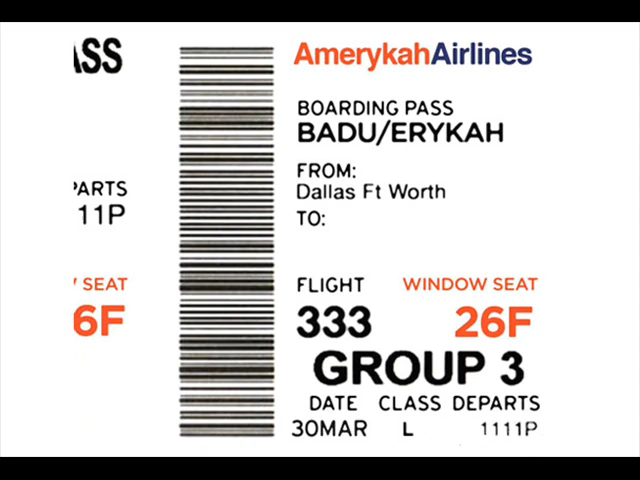 ASS
PARTS
111P
SEAT
6F
AmerykahAirlines
BOARDING PASS
BADU/ERYKAH
FROM:
Dallas Ft Worth
TO:
FLIGHT WINDOW SEAT
333 26F
GROUP 3
DATE CLASS DEPARTS
30MAR L 1111P